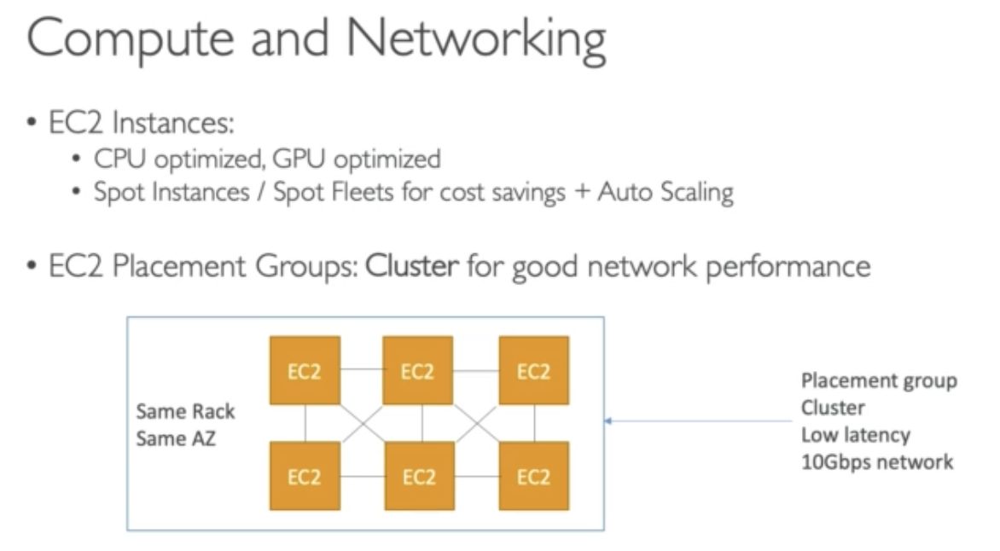 Compute and Networking
• EC2 Instances:
• CPU optimized, GPU optimized
• Spot Instances / Spot Fleets for cost savings + Auto Scaling
• EC2 Placement Groups: Cluster for good network performance
Same Rack
Same AZ
EC2
EC2
EC2
EC2
EC2
EC2
Placement group
Cluster
Low latency
10Gbps network